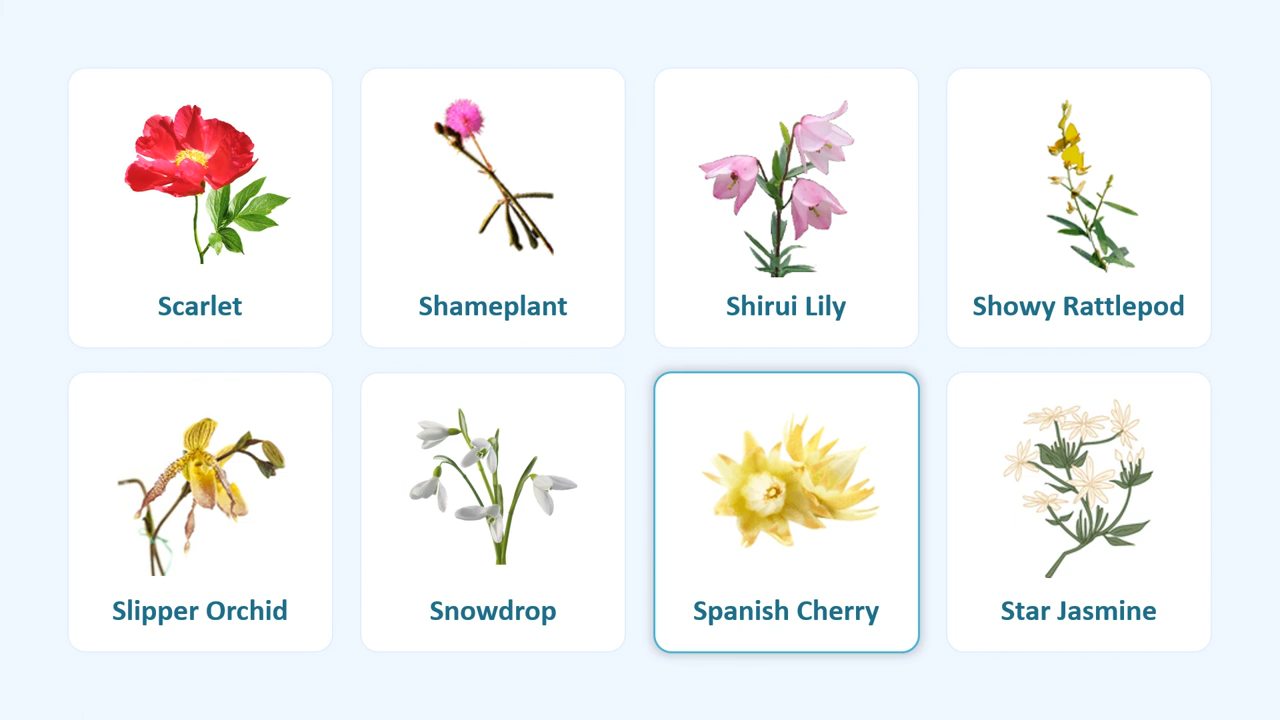 Scarlet
Shameplant
Shirui Lily
Showy Rattlepod
Slipper Orchid
Snowdrop
Spanish Cherry
Star Jasmine